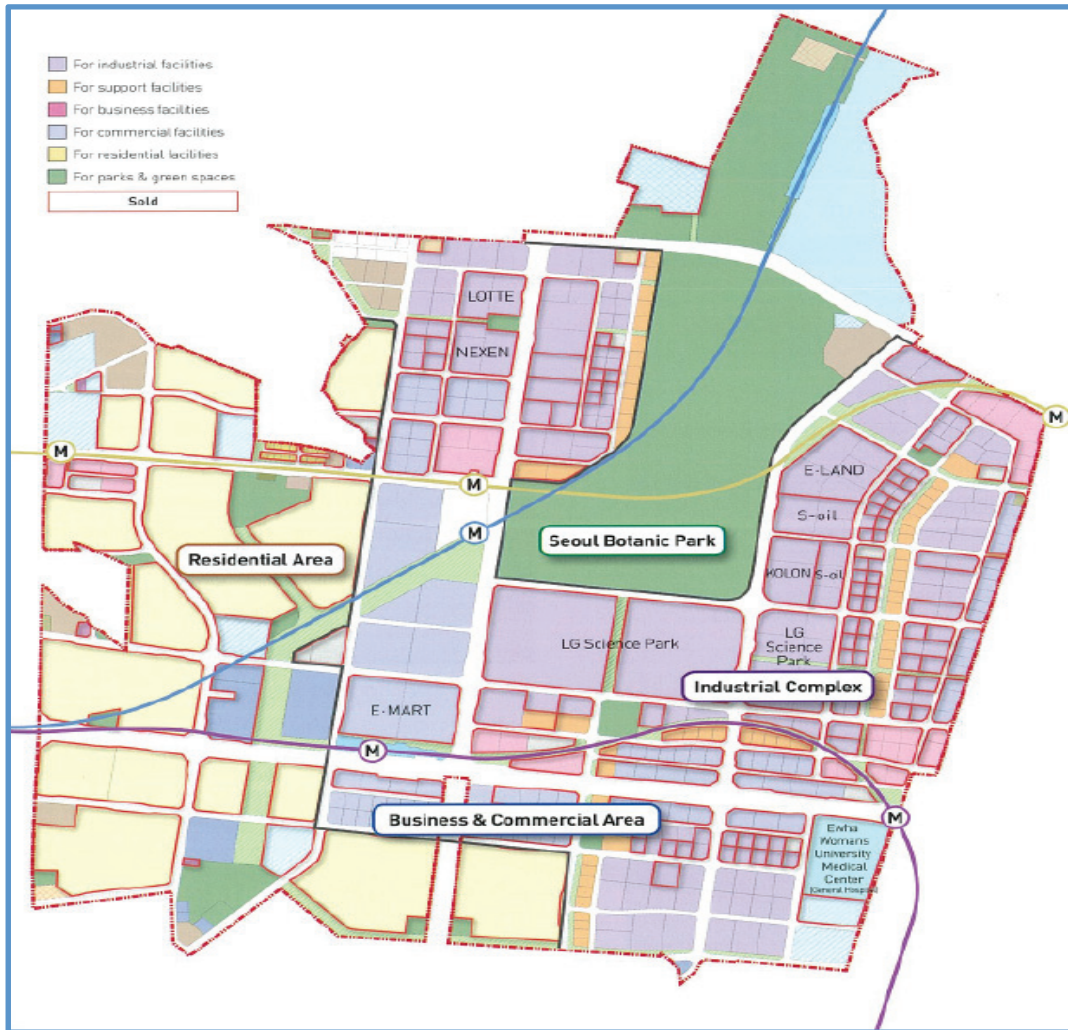 For industrial facilities
For support facilities
For business facilities
For commercial facilities
For residential facilities
For parks & green spaces
Sold
LOTTE
NEXEN
M
M
M
E-LAND
S-oil
M
Seoul Botanic Park
Residential Area
KOLON
S-oil
LG Science Park
LG
Science
Park
Industrial Complex
E-MART
M
Business & Commercial Area
M
Ewha
Womans
University
Medical
Center
(General Hospital)